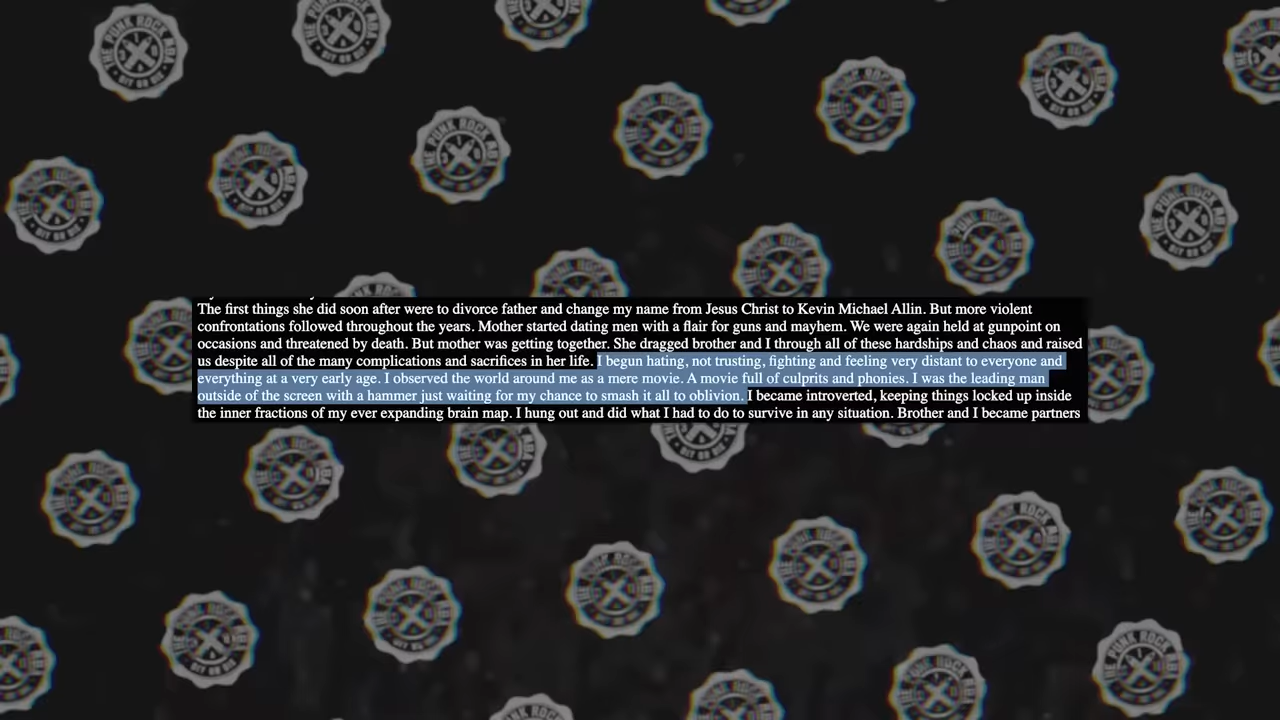 The first things she did soon after were to divorce father and change my name from Jesus Christ to Kevin Michael Allin. But more violent
confrontations followed throughout the years. Mother started dating men with a flair for guns and mayhem. We were again held at gunpoint on
occasions and threatened by death. But mother was getting together. She dragged brother and I through all of these hardships and chaos and raised
us despite all of the many complications and sacrifices in her life. I begun hating, not trusting, fighting and feeling very distant to everyone and
everything at a very early age. I observed the world around me as a mere movie. A movie full of culprits and phonies. I was the leading man
outside of the screen with a hammer just waiting for my chance to smash it all to oblivion. I became introverted, keeping things locked up inside
the inner fractions of my ever expanding brain map. I hung out and did what I had to do to survive in any situation. Brother and I became partners